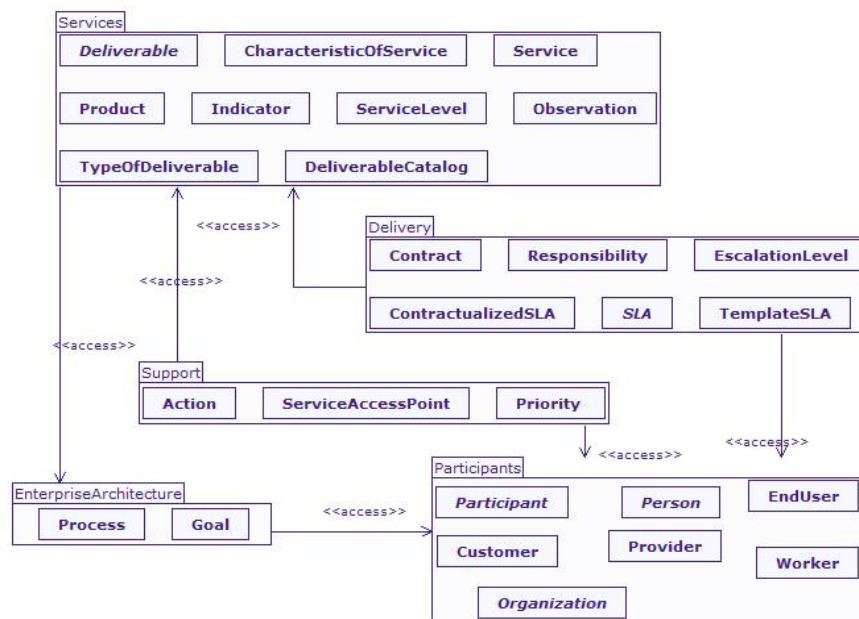 Services
Deliverable CharacteristicOfService Service
Product Indicator ServiceLevel Observation
TypeOfDeliverable DeliverableCatalog
<<access>>
Delivery
Contract Responsibility EscalationLevel
<<access>>
ContractualizedSLA SLA TemplateSLA
<<access>>
Support
Action ServiceAccessPoint Priority
<<access>>
<<access>>
Participants
EnterpriseArchitecture
Participant Person EndUser
<<access>>
Process Goal
Customer Provider Worker
Organization